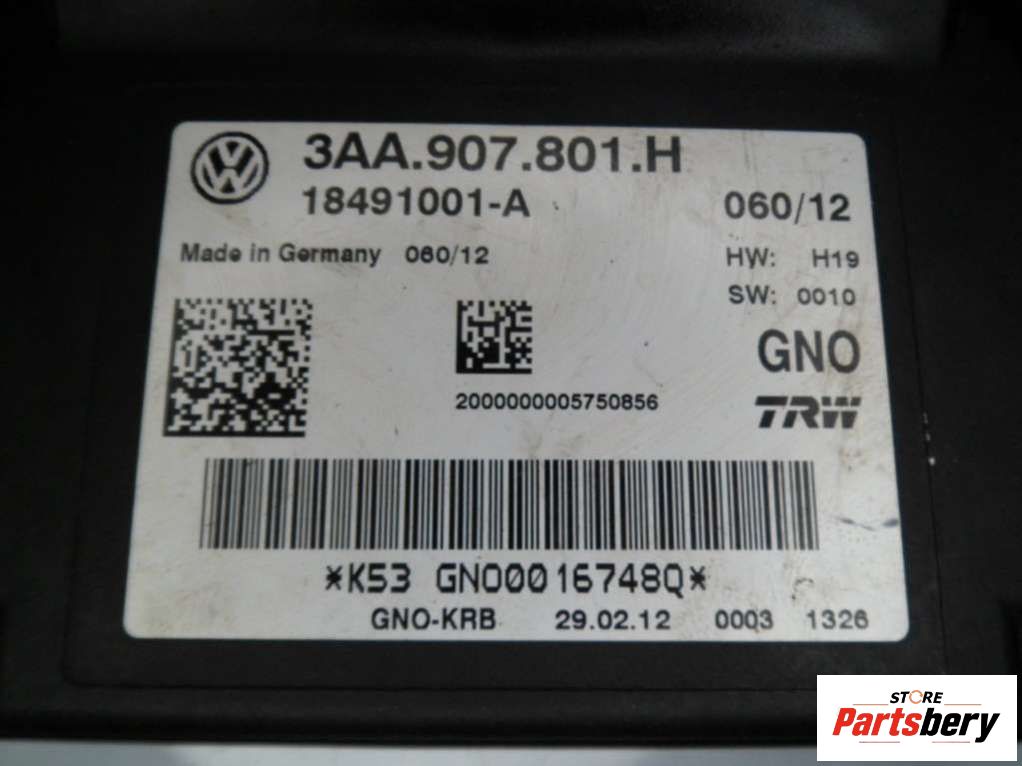 3AA.907.801.H
18491001-A 060/12
Made in Germany 060/12 HW: H19
SW: 0010
GNO
2000000005750856
TRW
*K53 GNO00167480*
GNO-KRB 29.02.12 0003 1326
STORE
Partsbery